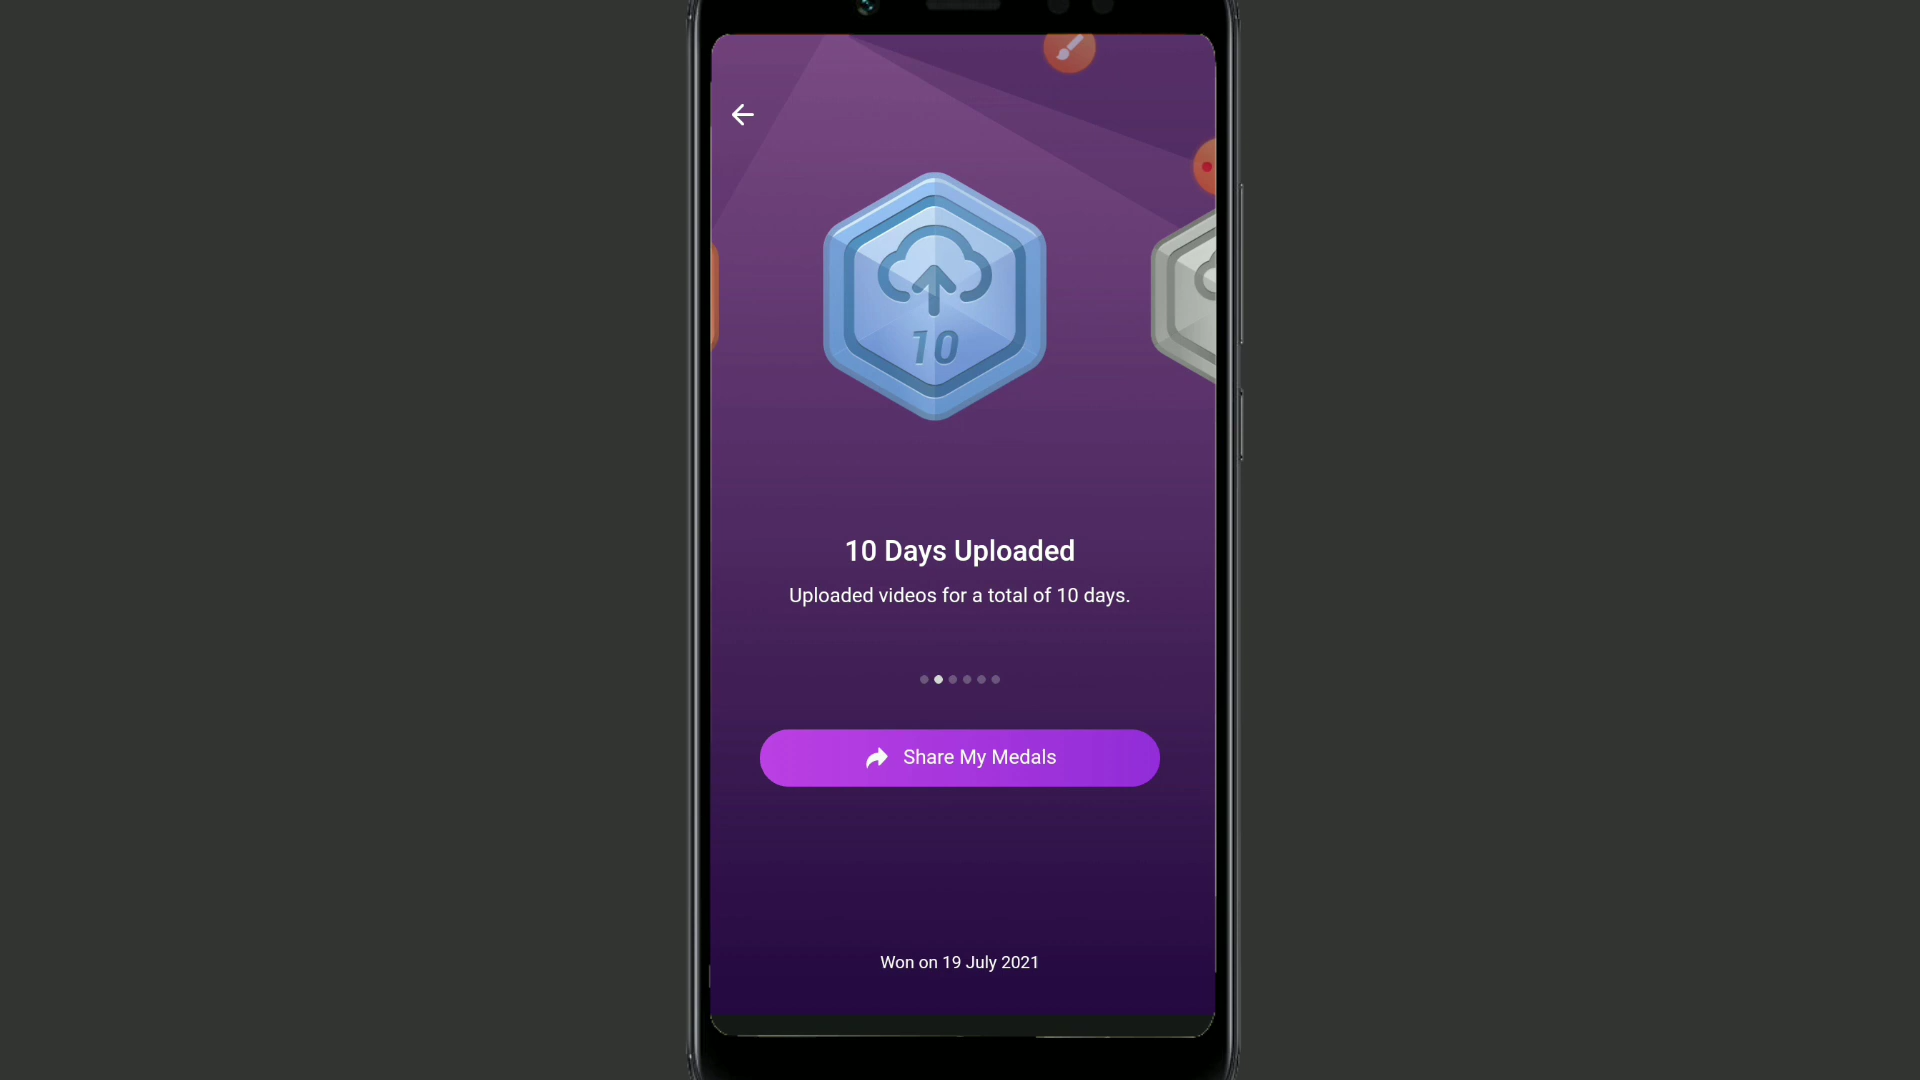 10
10 Days Uploaded
Uploaded videos for a total of 10 days.
Share My Medals
Won on 19 July 2021